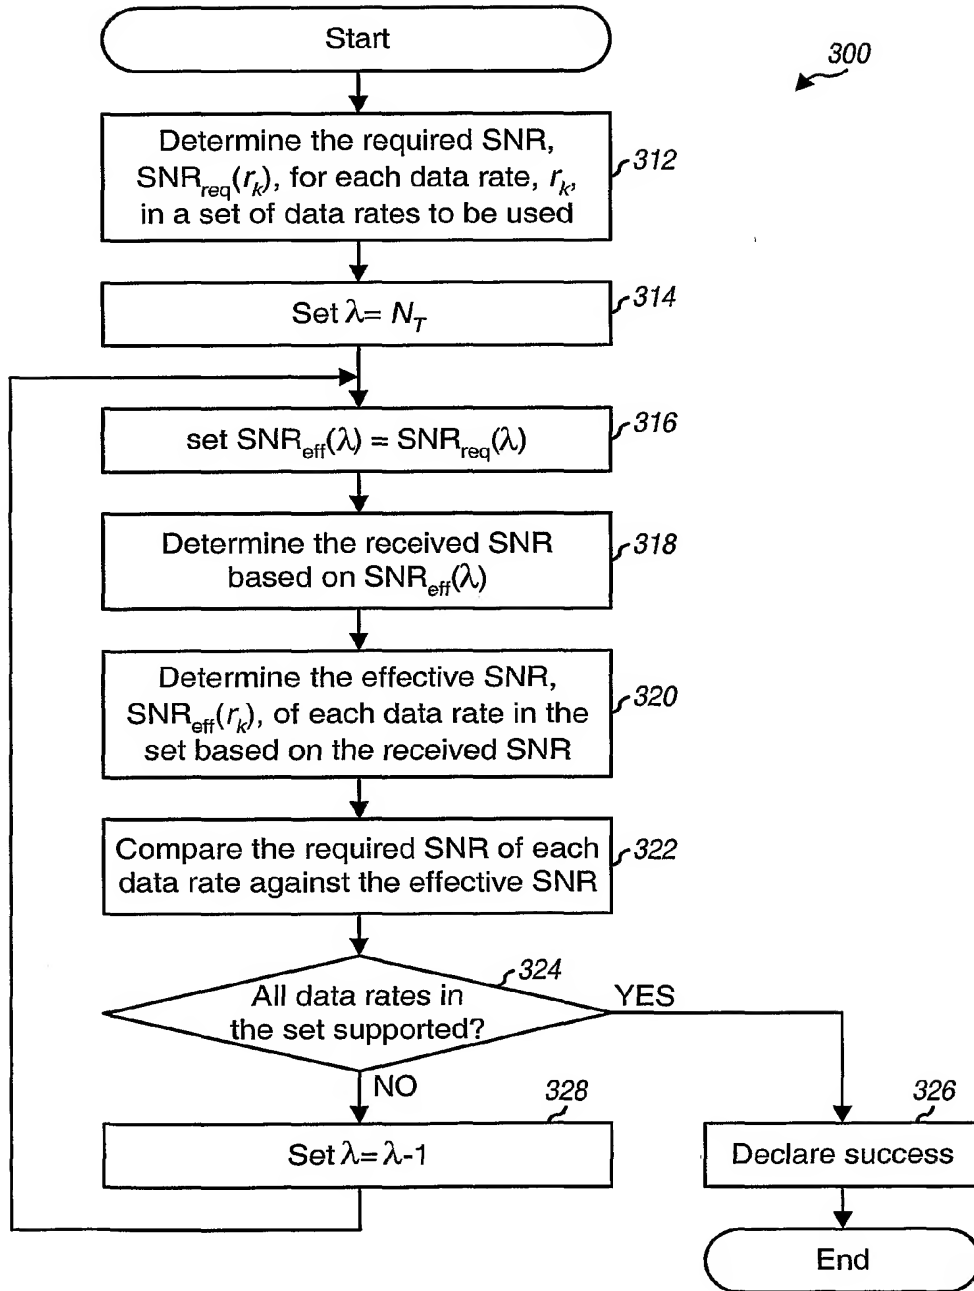 Start
300
Determine the required SNR,
SNRreq(rk), for each data rate, rk,
in a set of data rates to be used
312
Set λ= NT
314
set SNReff(λ) = SNRreq(λ)
316
Determine the received SNR
based on SNReff(λ)
318
Determine the effective SNR,
SNReff(rk), of each data rate in the
set based on the received SNR
320
Compare the required SNR of each
data rate against the effective SNR
322
324
All data rates in
the set supported?
YES
NO
328
Set λ= λ-1
326
Declare success
End